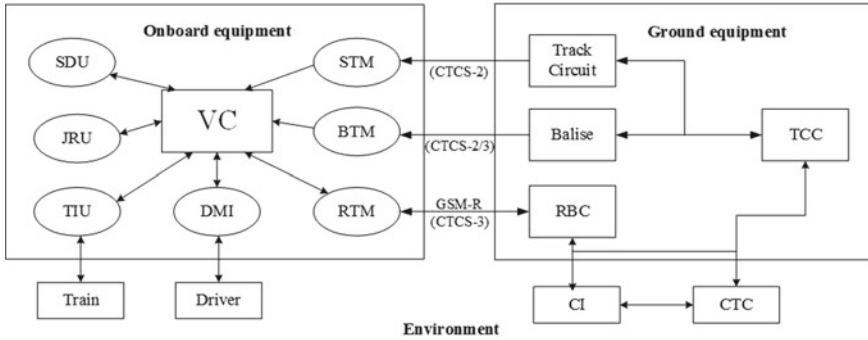 Onboard equipment
Ground equipment
SDU
STM
(CTCS-2)
Track
Circuit
VC
JRU
BTM
(CTCS-2/3)
Balise
TCC
TIU
DMI
RTM
GSM-R
(CTCS-3)
RBC
Train
Driver
CI
CTC
Environment